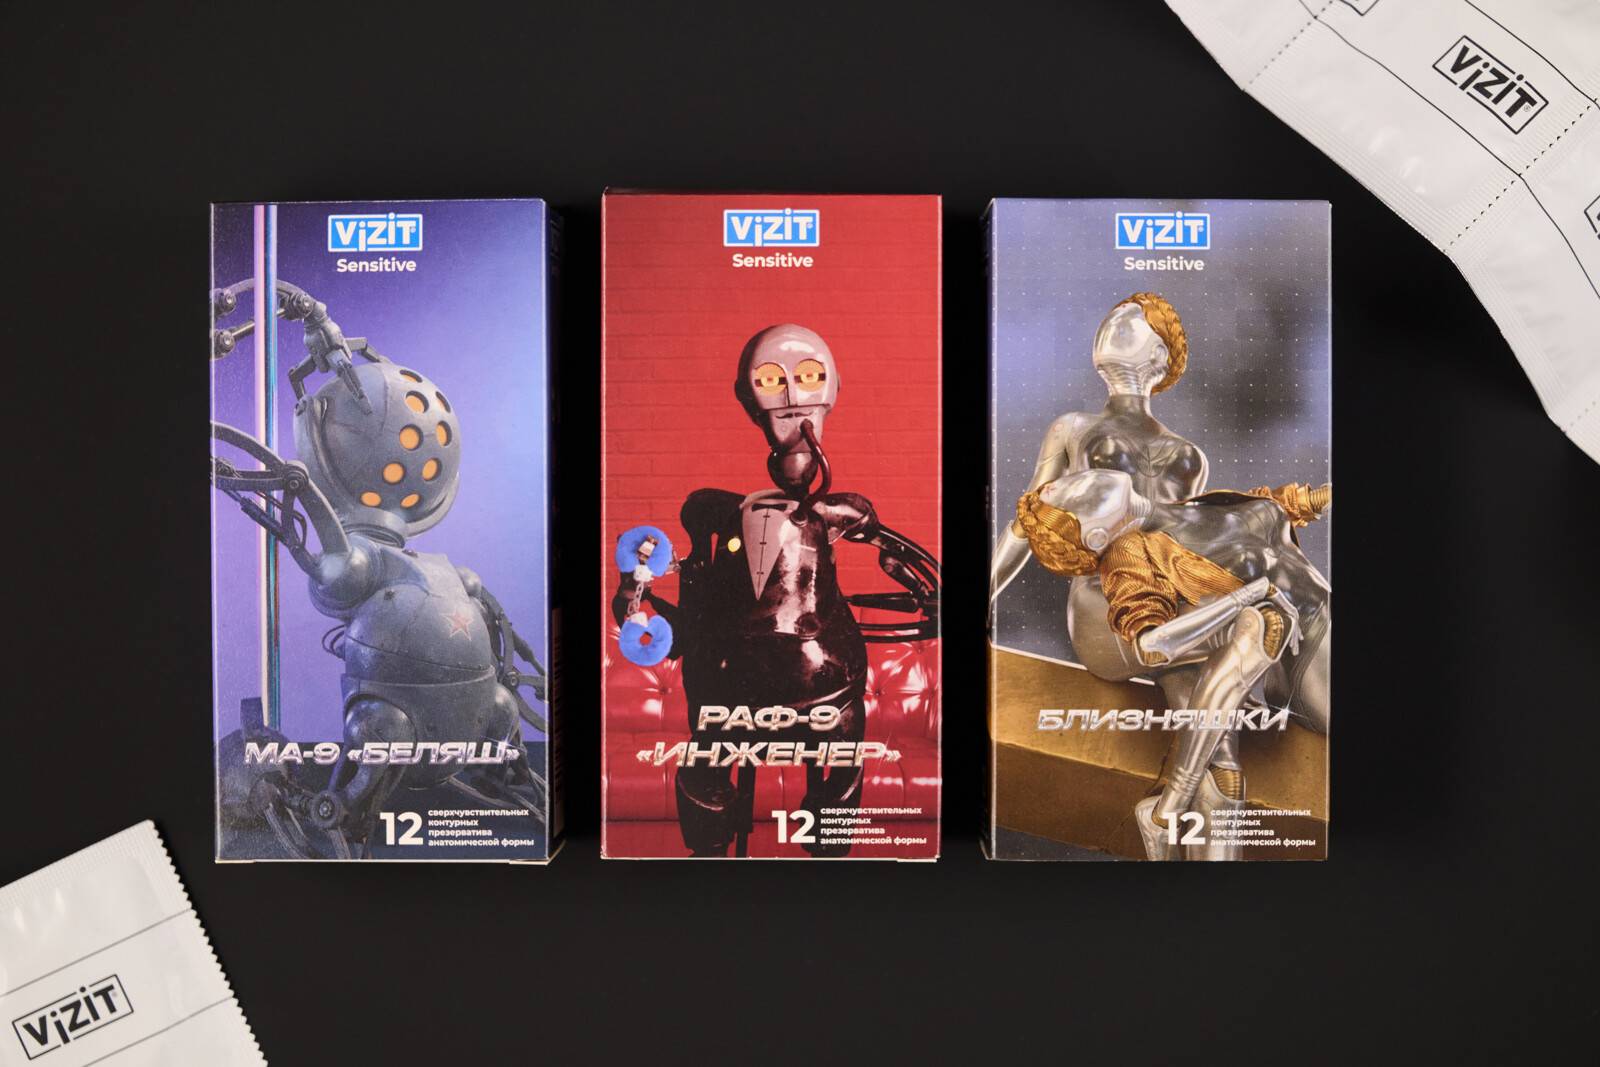 ViZiT
ViZiT
Sensitive
МА-9 «БЕЛЯШ»
12
сверхчувствительных
контурных
презерватива
анатомической формы
ViZiT
Sensitive
РАФ-9
«ИНЖЕНЕР»
12
сверхчувствительных
контурных
презерватива
анатомической формы
ViZiT
Sensitive
БЛИЗНЯШКИ
12
сверхчувствительных
контурных
презерватива
анатомической формы
ViZiT